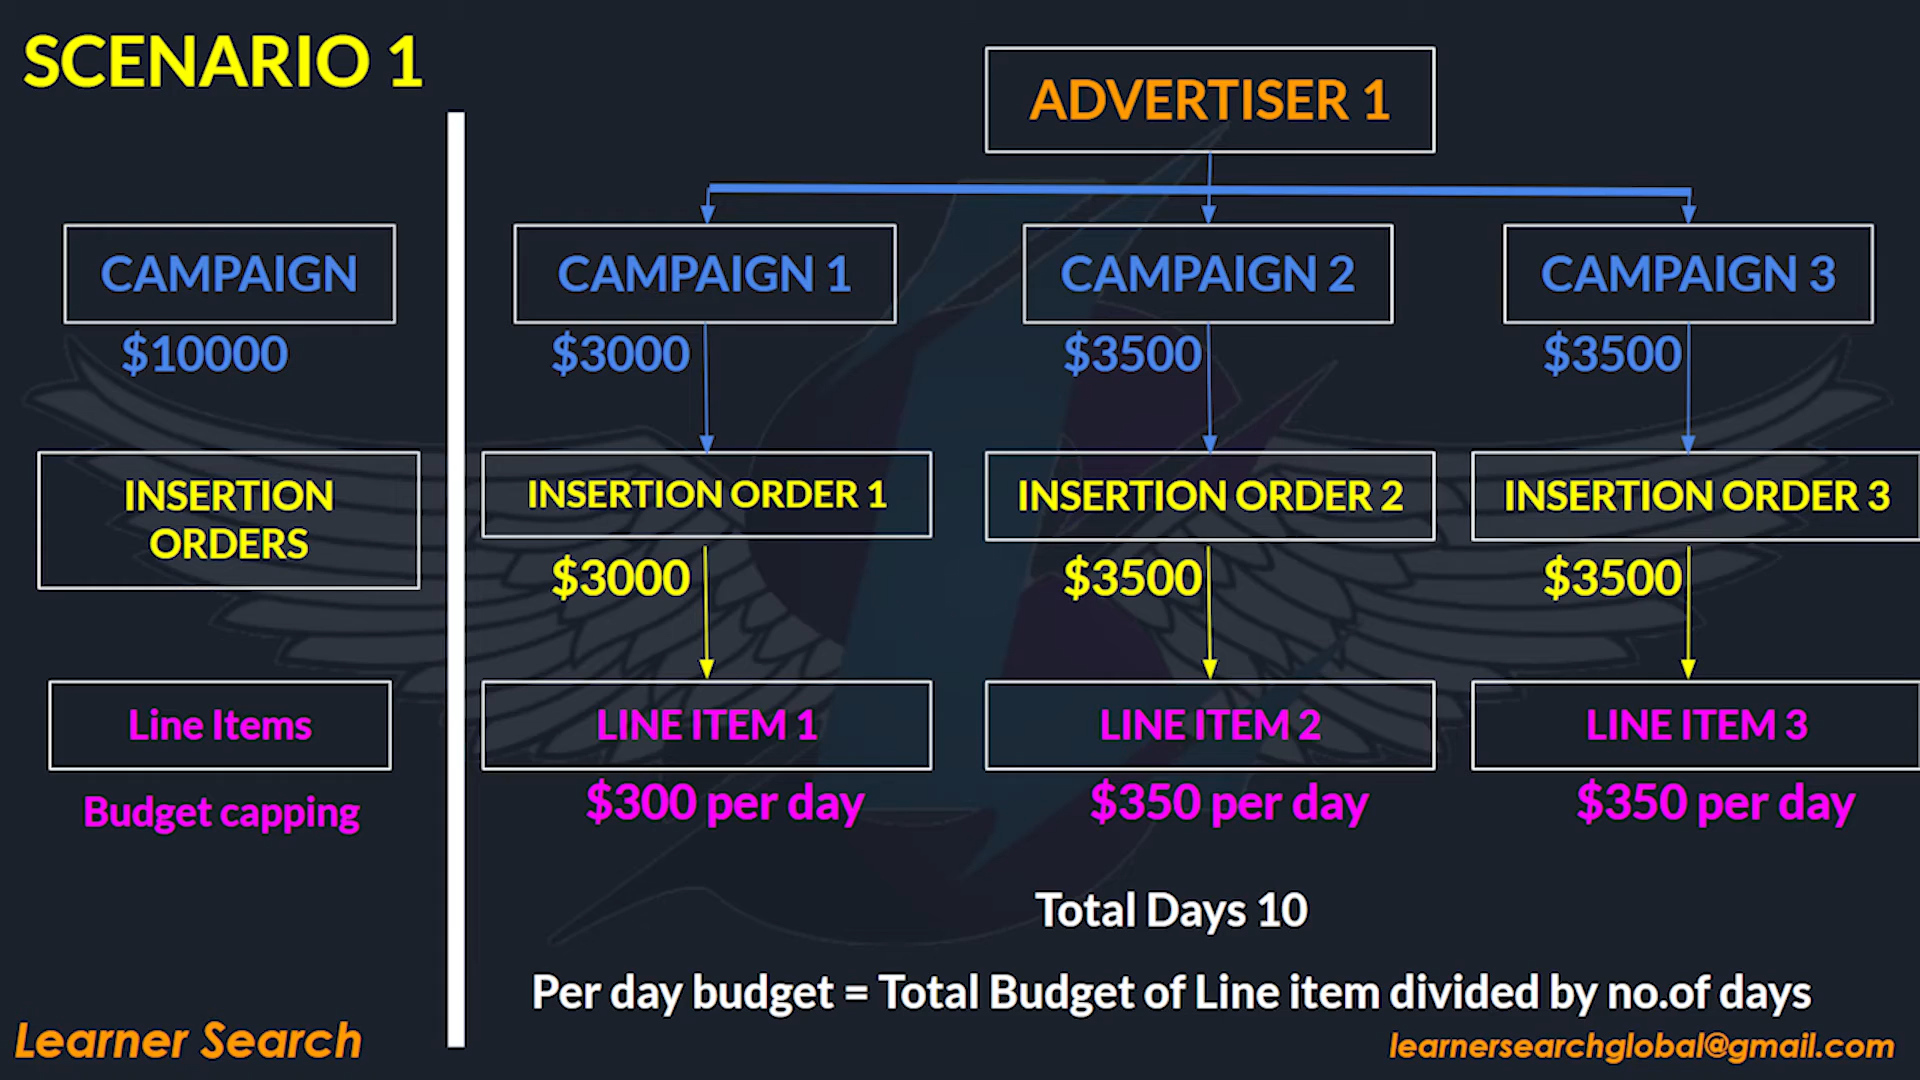 SCENARIO 1
ADVERTISER 1
CAMPAIGN
$10000
CAMPAIGN 1
$3000
CAMPAIGN 2
$3500
CAMPAIGN 3
$3500
INSERTION
ORDERS
INSERTION ORDER 1
$3000
INSERTION ORDER 2
$3500
INSERTION ORDER 3
$3500
Line Items
Budget capping
LINE ITEM 1
$300 per day
LINE ITEM 2
$350 per day
LINE ITEM 3
$350 per day
Total Days 10
Per day budget = Total Budget of Line item divided by no.of days
Learner Search
learnersearchglobal@gmail.com